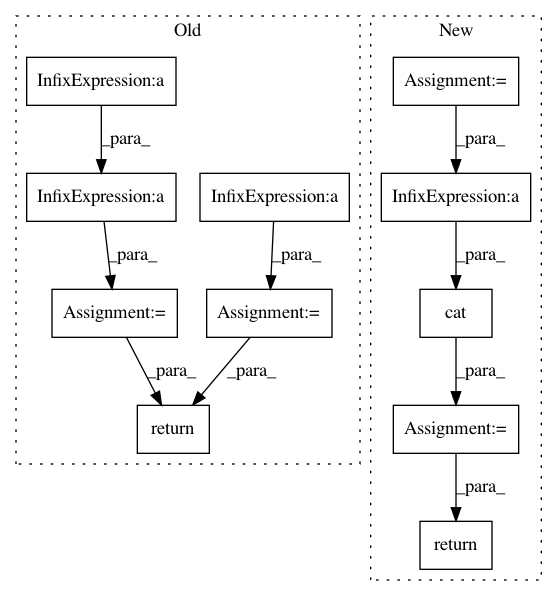 Old
New
InfixExpression:a
Assignment:=
_para_
_para_
InfixExpression:a
InfixExpression:a
InfixExpression:a
_para_
_para_
_para_
Assignment:=
Assignment:=
cat
_para_
_para_
_para_
return
Assignment:=
_para_
return